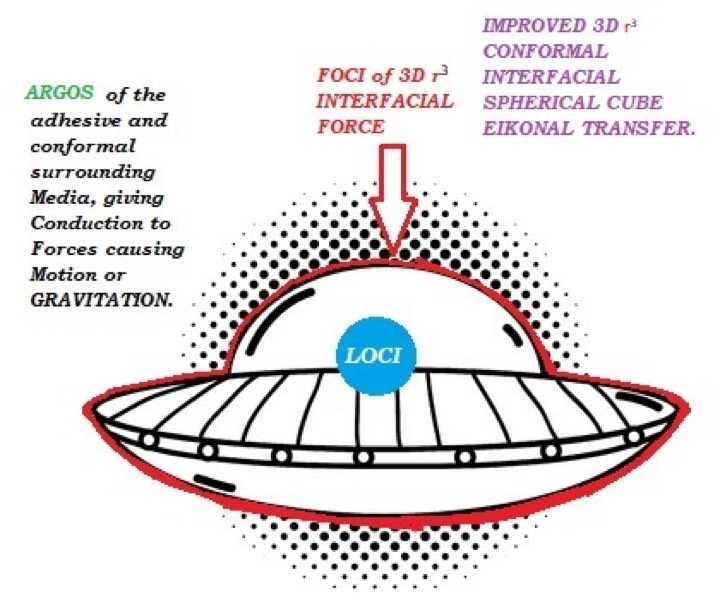 ARGOS of the
adhesive and
conformal
surrounding
Media, giving
Conduction to
Forces causing
Motion or
GRAVITATION.
FOCI of 3D r³
INTERFACIAL
FORCE
IMPROVED 3D r³
CONFORMAL
INTERFACIAL
SPHERICAL CUBE
EIKONAL TRANSFER.
LOCI